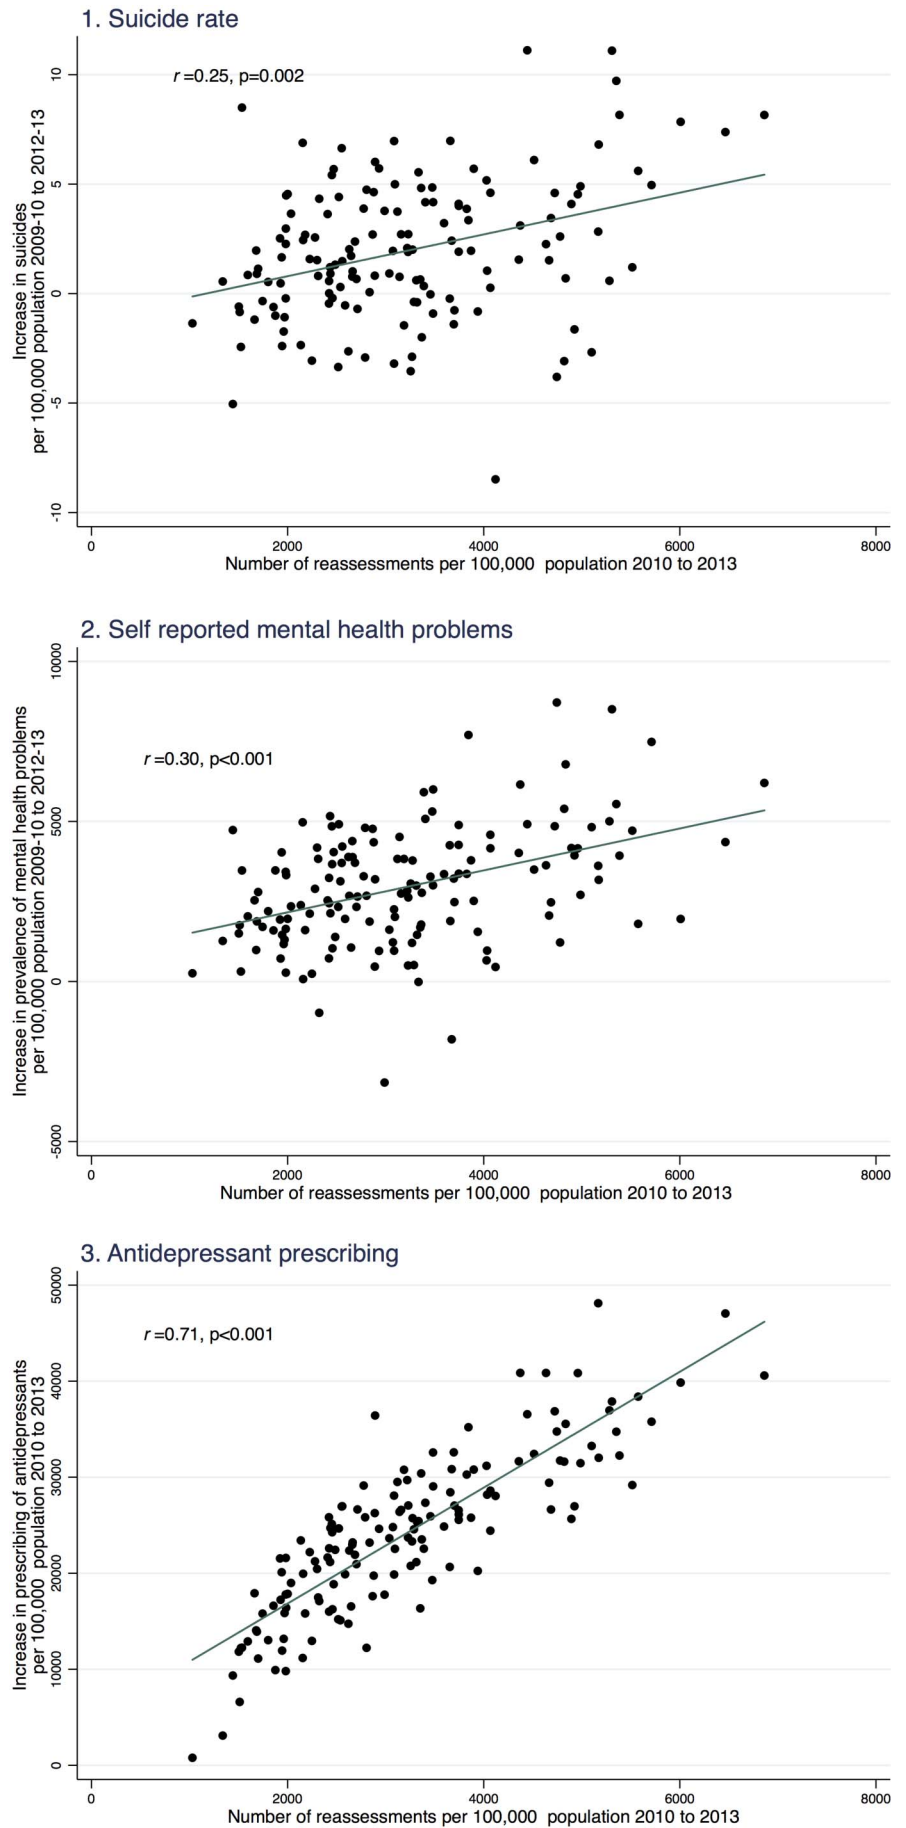 1. Suicide rate
r =0.25, p=0.002
Increase in suicides
per 100,000 population 2009-10 to 2012-13
10
5
0
-5
-10
0 2000 4000 6000 8000
Number of reassessments per 100,000 population 2010 to 2013
2. Self reported mental health problems
r =0.30, p<0.001
Increase in prevalence of mental health problems
per 100,000 population 2009-10 to 2012-13
10000
5000
0
-5000
0 2000 4000 6000 8000
Number of reassessments per 100,000 population 2010 to 2013
3. Antidepressant prescribing
r =0.71, p<0.001
Increase in prescribing of antidepressants
per 100,000 population 2010 to 2013
50000
40000
30000
20000
10000
0
0 2000 4000 6000 8000
Number of reassessments per 100,000 population 2010 to 2013